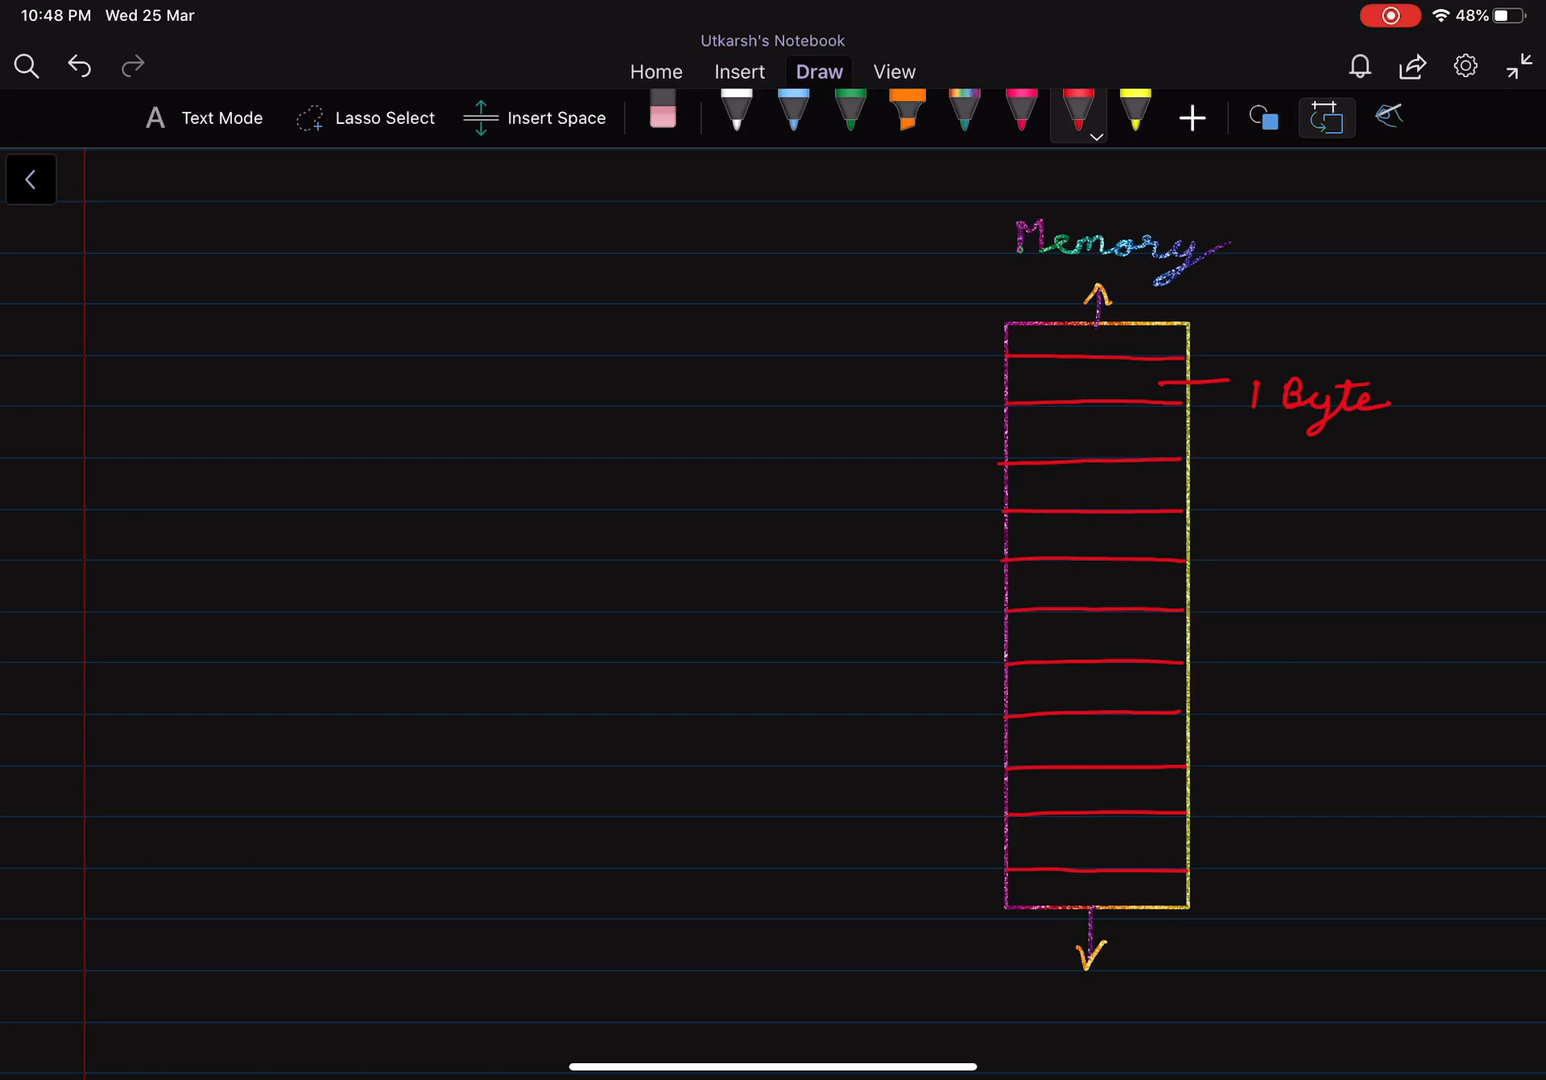 10:48 PM Wed 25 Mar 48%
Utkarsh's Notebook
Home Insert Draw View
Text Mode Lasso Select Insert Space
Memory
1 Byte